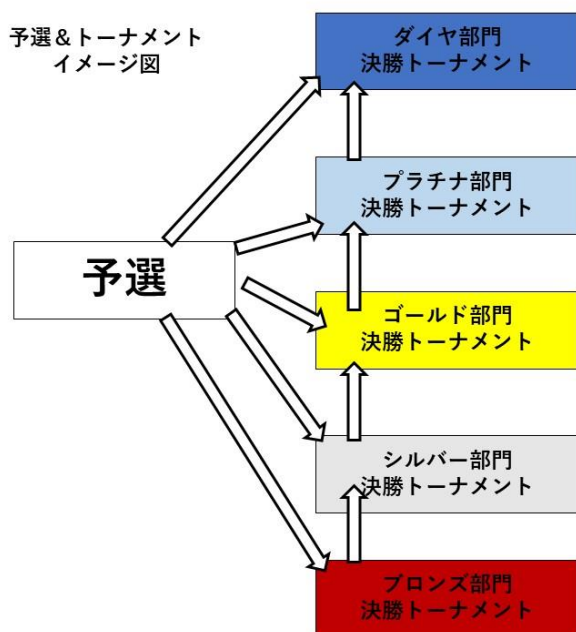 予選＆トーナメント
イメージ図
ダイヤ部門
決勝トーナメント
プラチナ部門
決勝トーナメント
予選
ゴールド部門
決勝トーナメント
シルバー部門
決勝トーナメント
ブロンズ部門
決勝トーナメント